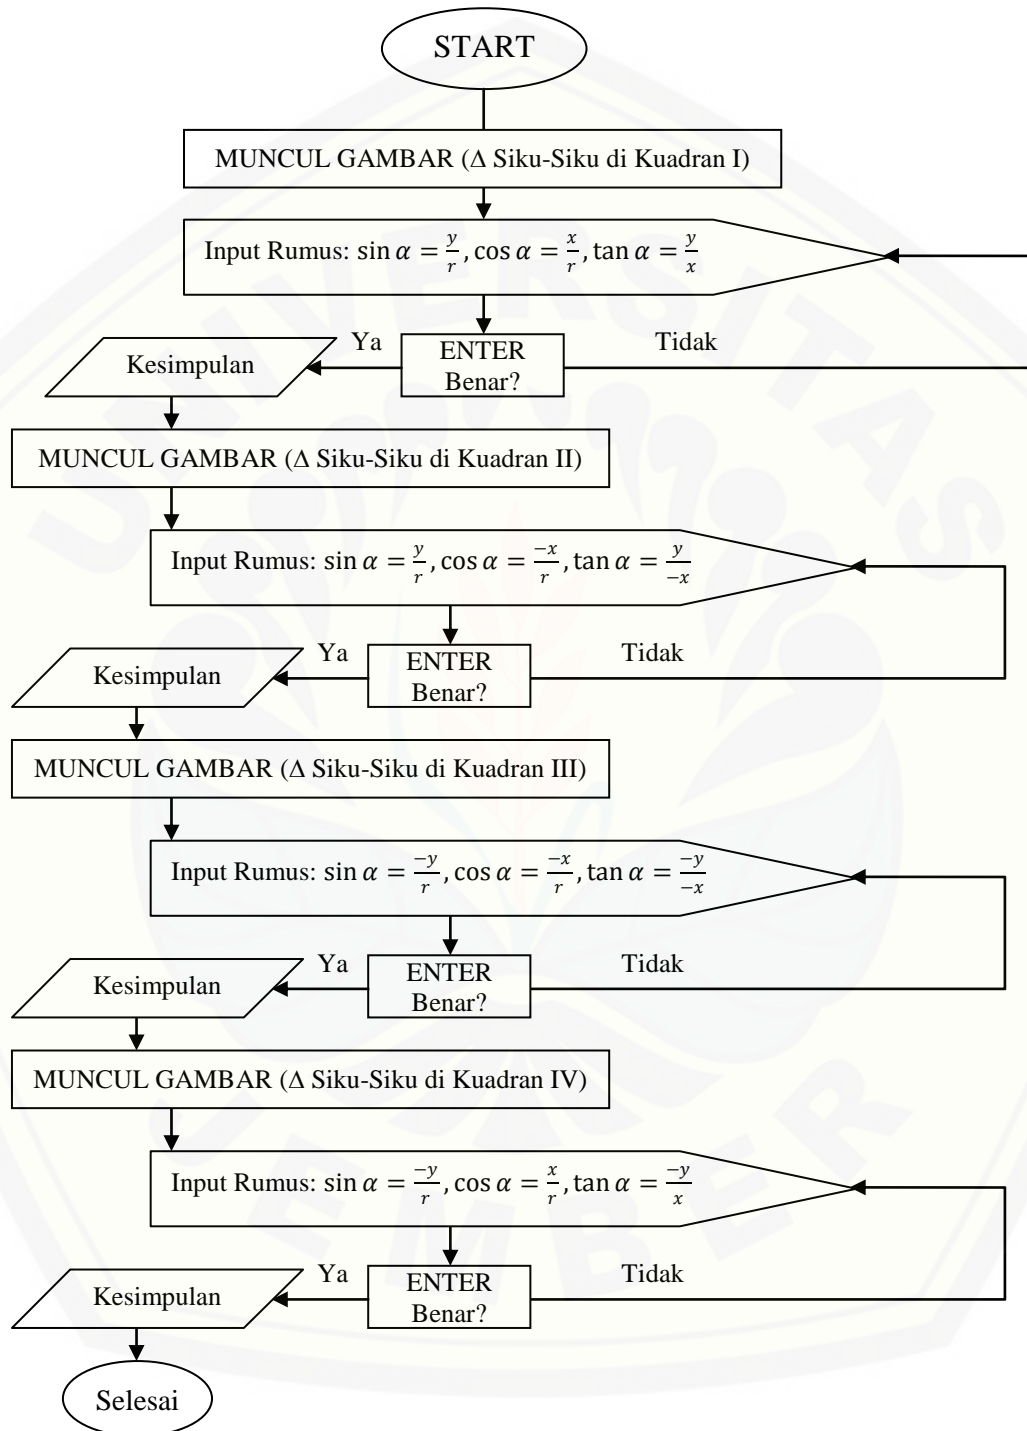 START
MUNCUL GAMBAR (Δ Siku-Siku di Kuadran I)
Input Rumus: sin α = y/r, cos α = x/r, tan α = y/x
Ya
ENTER
Benar?
Tidak
Kesimpulan
MUNCUL GAMBAR (Δ Siku-Siku di Kuadran II)
Input Rumus: sin α = y/r, cos α = -x/r, tan α = y/-x
Ya
ENTER
Benar?
Tidak
Kesimpulan
MUNCUL GAMBAR (Δ Siku-Siku di Kuadran III)
Input Rumus: sin α = -y/r, cos α = -x/r, tan α = -y/-x
Ya
ENTER
Benar?
Tidak
Kesimpulan
MUNCUL GAMBAR (Δ Siku-Siku di Kuadran IV)
Input Rumus: sin α = -y/r, cos α = x/r, tan α = -y/x
Ya
ENTER
Benar?
Tidak
Kesimpulan
Selesai
UNIVERSITAS
JEMBER